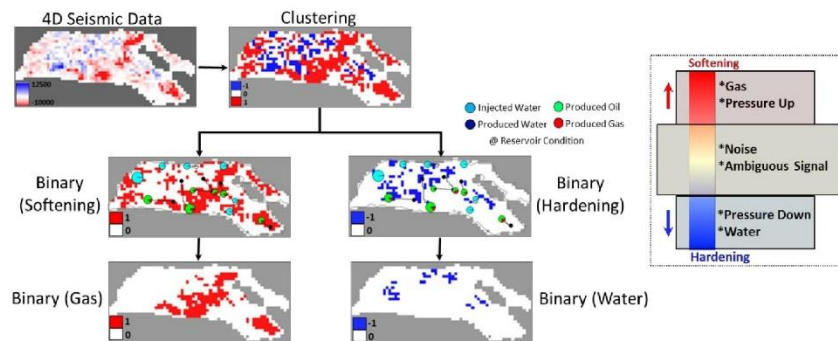 4D Seismic Data
Clustering
12500
-10000
-1
0
1
Injected Water
Produced Oil
Produced Water
Produced Gas
@ Reservoir Condition
Binary
(Softening)
1
0
Binary
(Hardening)
-1
0
Binary (Gas)
1
0
Binary (Water)
-1
0
Softening
*Gas
*Pressure Up
*Noise
*Ambiguous Signal
*Pressure Down
*Water
Hardening